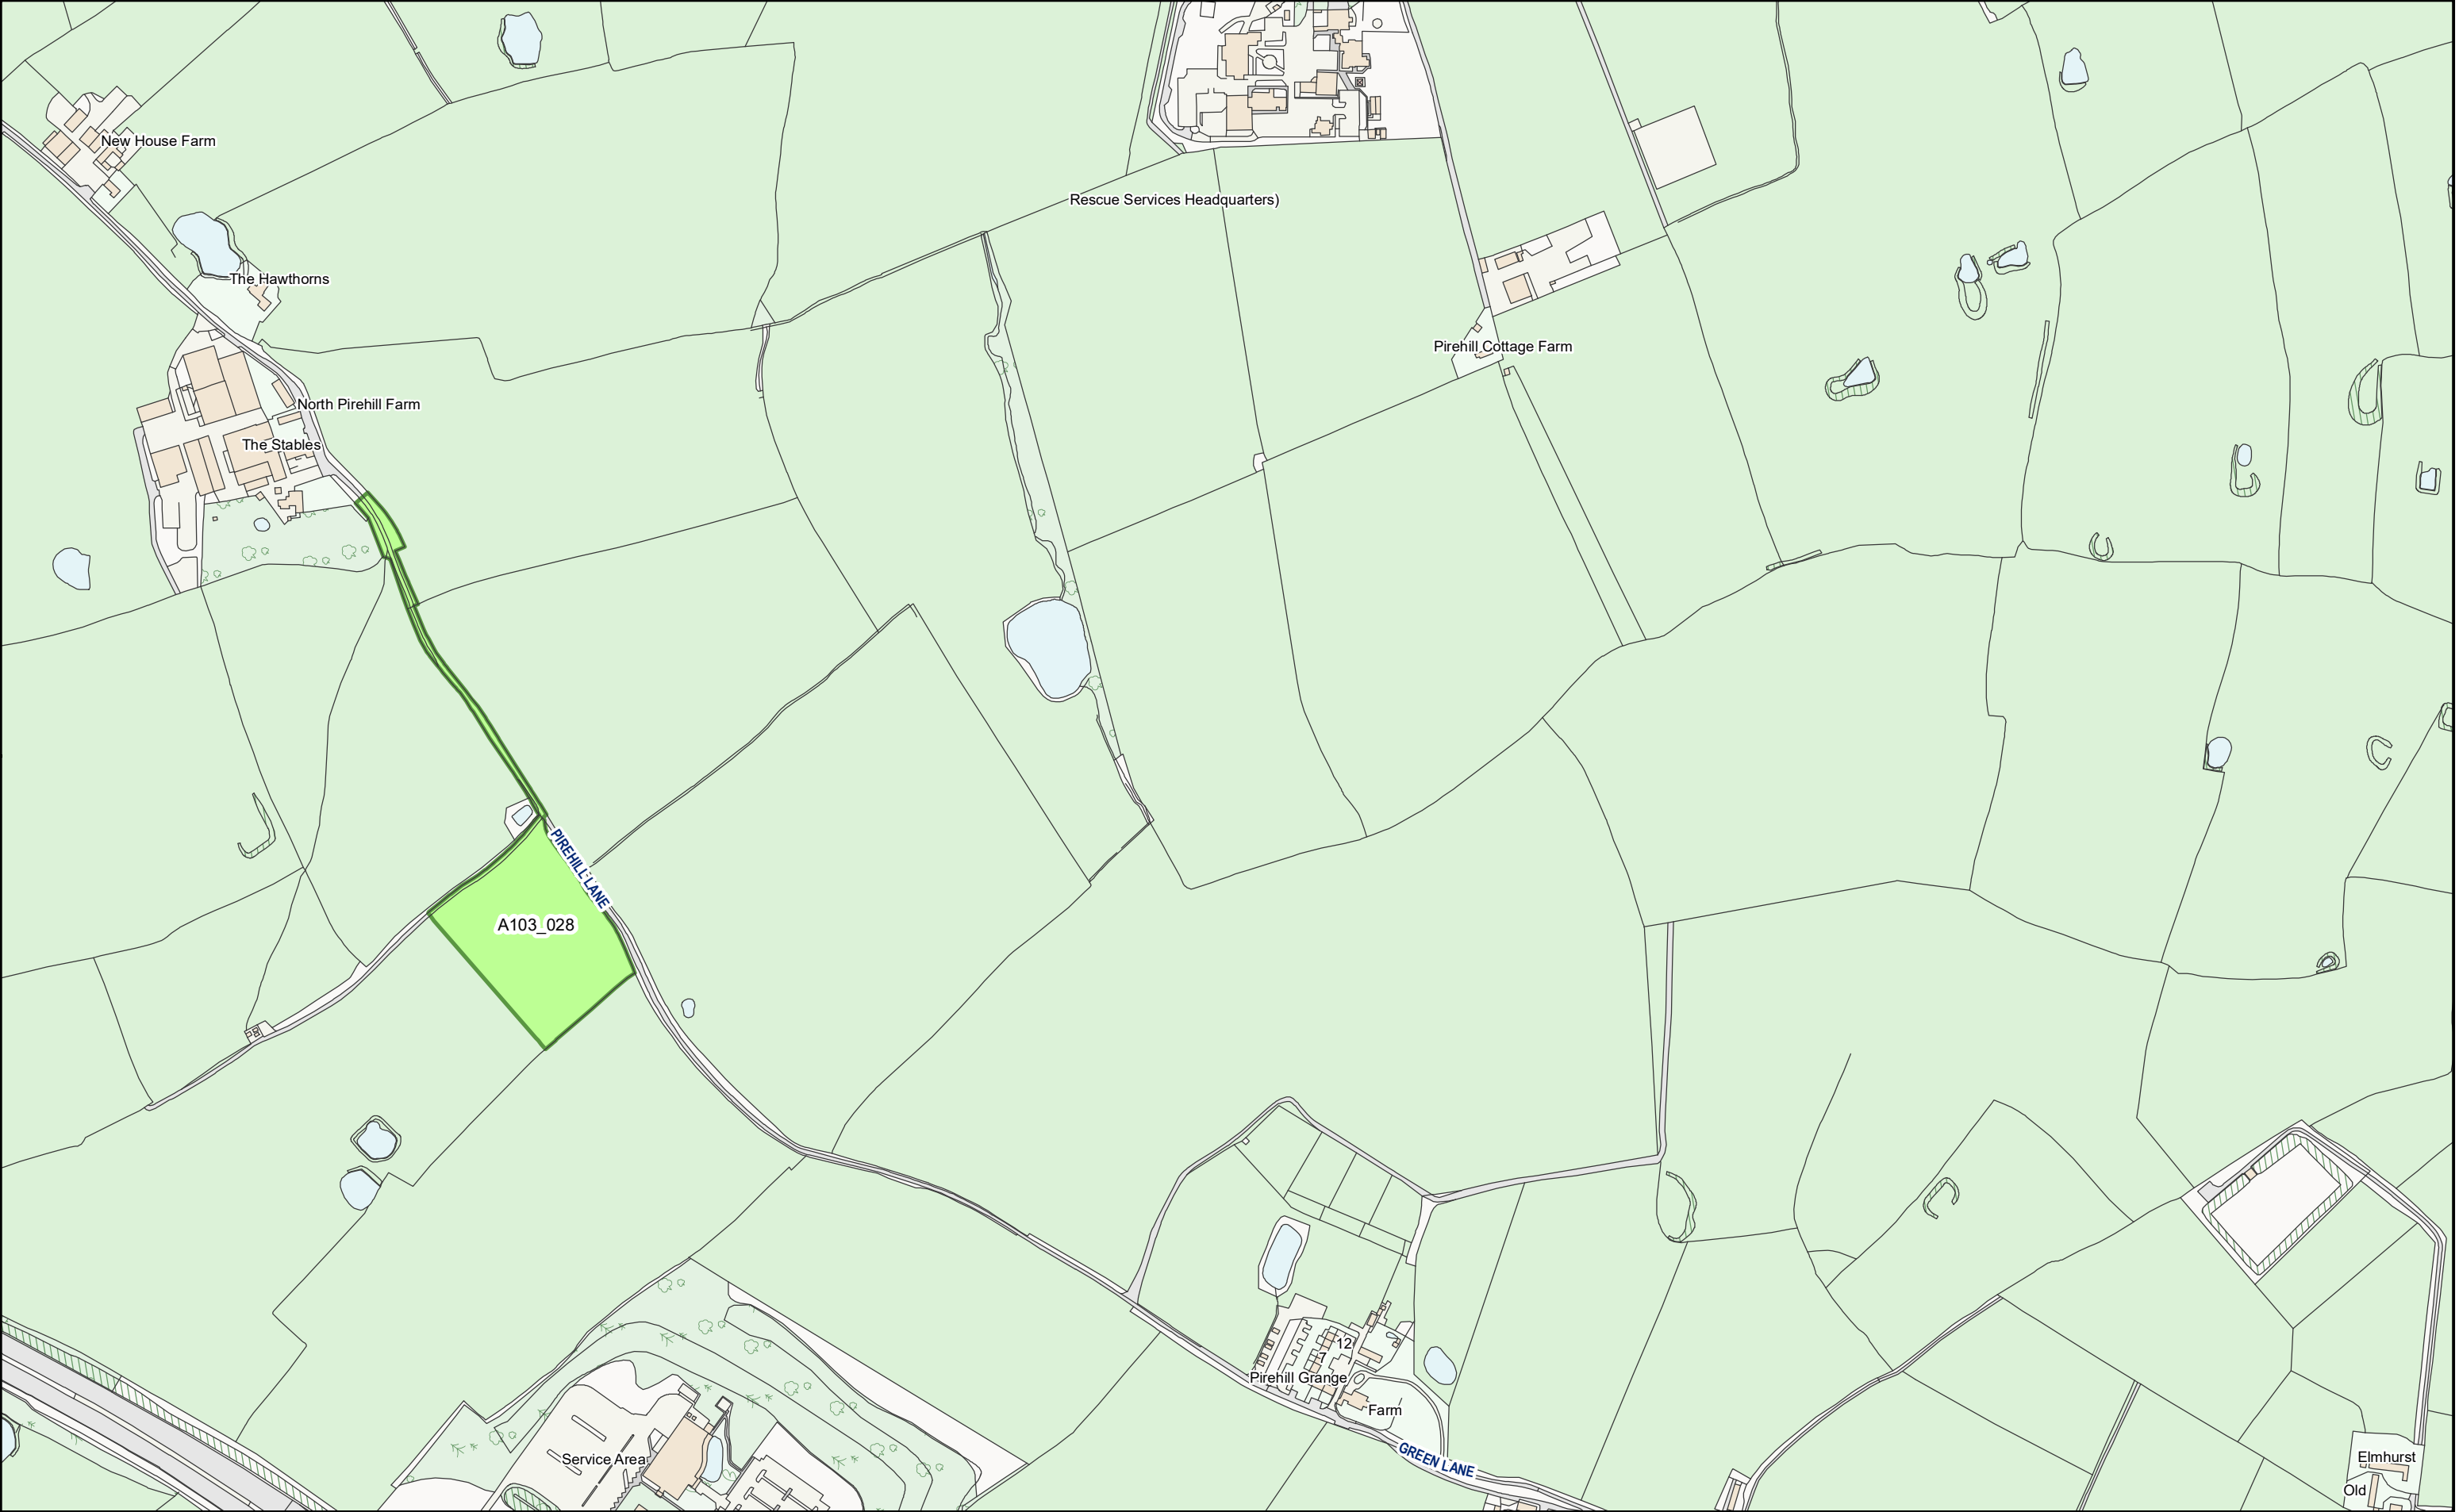 New House Farm
Rescue Services Headquarters)
The Hawthorns
Pirehill Cottage Farm
North Pirehill Farm
The Stables
PIREHILL LANE
A103_028
12
7
Pirehill Grange
Farm
GREEN LANE
Service Area
Elmhurst
Old